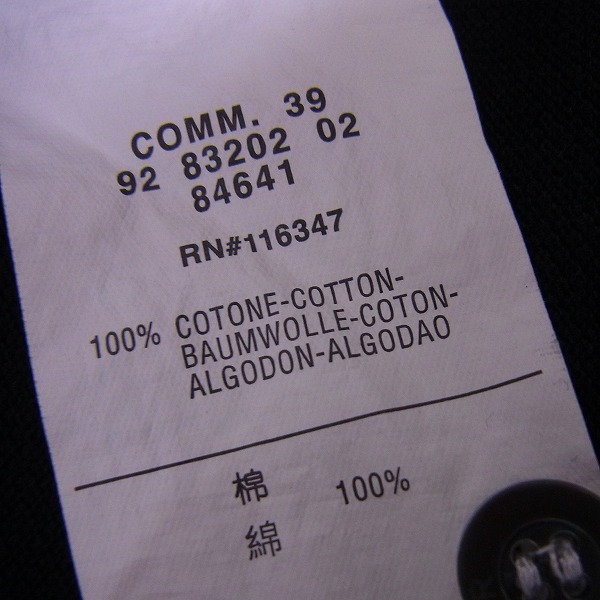 COMM. 39
92 83202 02
84641
RN#116347
100% COTONE-COTTON-
BAUMWOLLE-COTON-
ALGODON-ALGODAO
棉 100%
綿